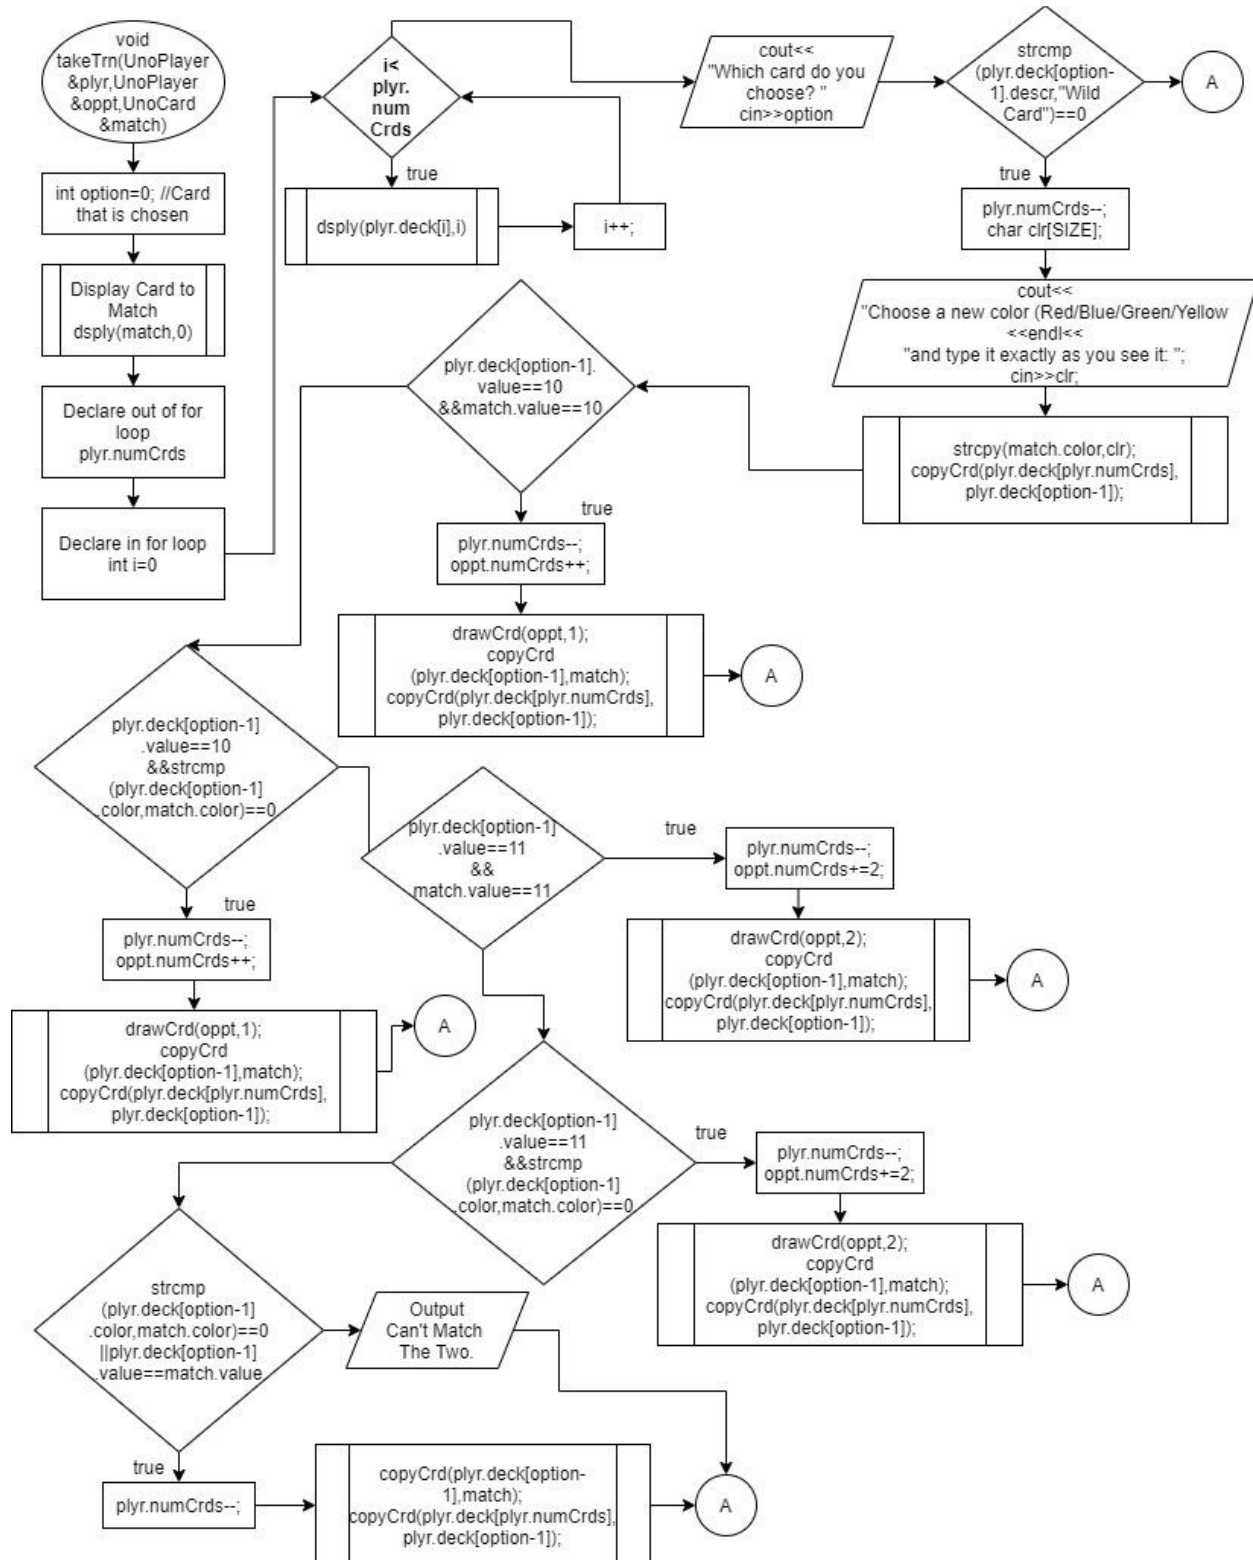 void
takeTrn(UnoPlayer
&plyr,UnoPlayer
&oppt,UnoCard
&match)
int option=0; //Card
that is chosen
Display Card to
Match
dsply(match,0)
Declare out of for
loop
plyr.numCrds
Declare in for loop
int i=0
i<
plyr.
num
Crds
true
dsply(plyr.deck[i],i)
i++;
cout<<
"Which card do you
choose? "
cin>>option
strcmp
(plyr.deck[option-
1].descr,"Wild
Card")==0
A
true
plyr.numCrds--;
char clr[SIZE];
cout<<
"Choose a new color (Red/Blue/Green/Yellow
<<endl<<
"and type it exactly as you see it: ";
cin>>clr;
strcpy(match.color,clr);
copyCrd(plyr.deck[plyr.numCrds],
plyr.deck[option-1]);
plyr.deck[option-1].
value==10
&&match.value==10
true
plyr.numCrds--;
oppt.numCrds++;
drawCrd(oppt,1);
copyCrd
(plyr.deck[option-1],match);
copyCrd(plyr.deck[plyr.numCrds],
plyr.deck[option-1]);
A
plyr.deck[option-1]
.value==10
&&strcmp
(plyr.deck[option-1]
.color,match.color)==0
true
plyr.numCrds--;
oppt.numCrds++;
drawCrd(oppt,1);
copyCrd
(plyr.deck[option-1],match);
copyCrd(plyr.deck[plyr.numCrds],
plyr.deck[option-1]);
A
plyr.deck[option-1]
.value==11
&&
match.value==11
true
plyr.numCrds--;
oppt.numCrds+=2;
drawCrd(oppt,2);
copyCrd
(plyr.deck[option-1],match);
copyCrd(plyr.deck[plyr.numCrds],
plyr.deck[option-1]);
A
plyr.deck[option-1]
.value==11
&&strcmp
(plyr.deck[option-1]
.color,match.color)==0
true
plyr.numCrds--;
oppt.numCrds+=2;
drawCrd(oppt,2);
copyCrd
(plyr.deck[option-1],match);
copyCrd(plyr.deck[plyr.numCrds],
plyr.deck[option-1]);
A
strcmp
(plyr.deck[option-1]
.color,match.color)==0
||plyr.deck[option-1]
.value==match.value
Output
Can't Match
The Two.
true
plyr.numCrds--;
copyCrd(plyr.deck[option-
1],match);
copyCrd(plyr.deck[plyr.numCrds],
plyr.deck[option-1]);
A